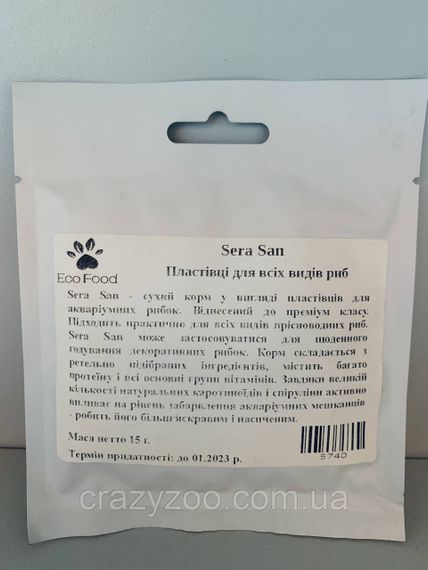 Sera San
Пластівці для всіх видів риб
Eco Food
Sera San - сухий корм у вигляді пластівців для
акваріумних рибок. Віднесений до преміум класу.
Підходить практично для всіх видів прісноводних риб.
Sera San може застосовуватися для щоденного
годування декоративних рибок. Корм складається з
ретельно підібраних інгредієнтів, містить багато
протеїну і всі основні групи вітамінів. Завдяки великій
кількості натуральних каротиноїдів і спіруліни активно
впливає на рівень забарвлення акваріумних мешканців
- робить його більш яскравим і насиченим.
Маса нетто 15 г.
Термін придатності: до 01.2023 р.
5740
crazyzoo.com.ua